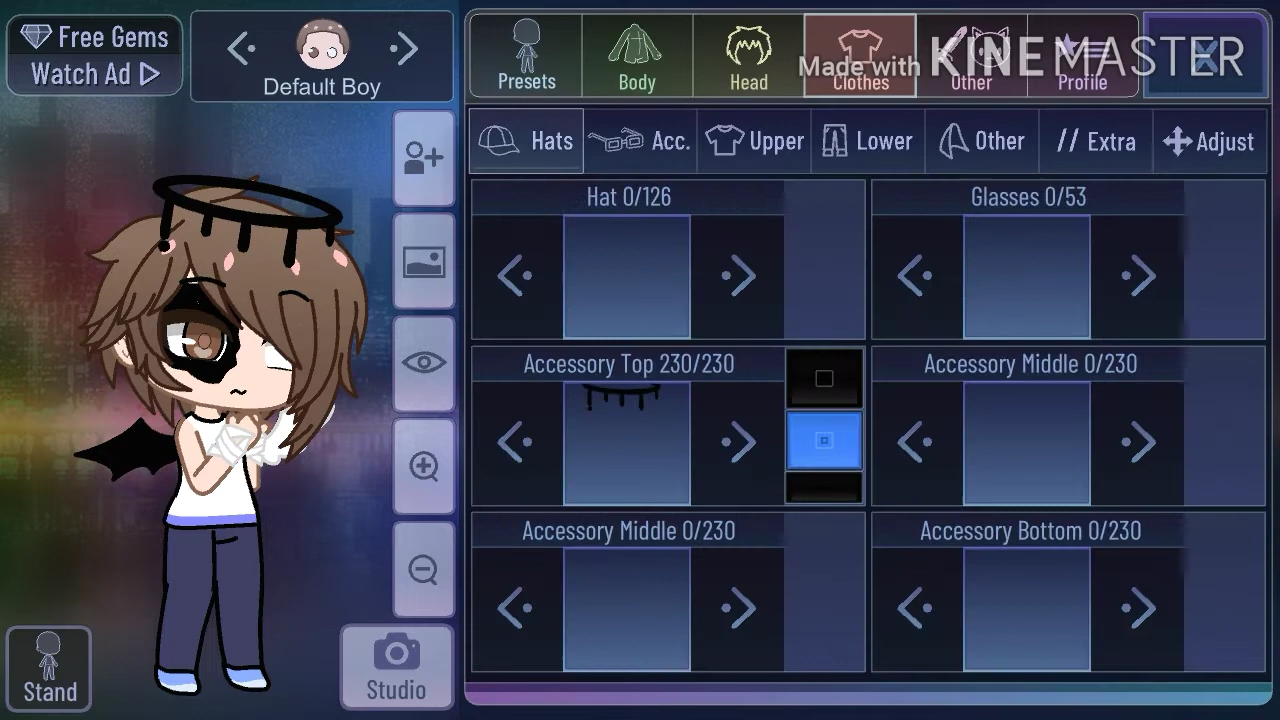 Free Gems
Watch Ad
Default Boy
Presets
Body
Head
Clothes
Other
Profile
X
Made with KINEMASTER
Hats
Acc.
Upper
Lower
Other
// Extra
Adjust
Hat 0/126
Glasses 0/53
Accessory Top 230/230
Accessory Middle 0/230
Accessory Middle 0/230
Accessory Bottom 0/230
Stand
Studio